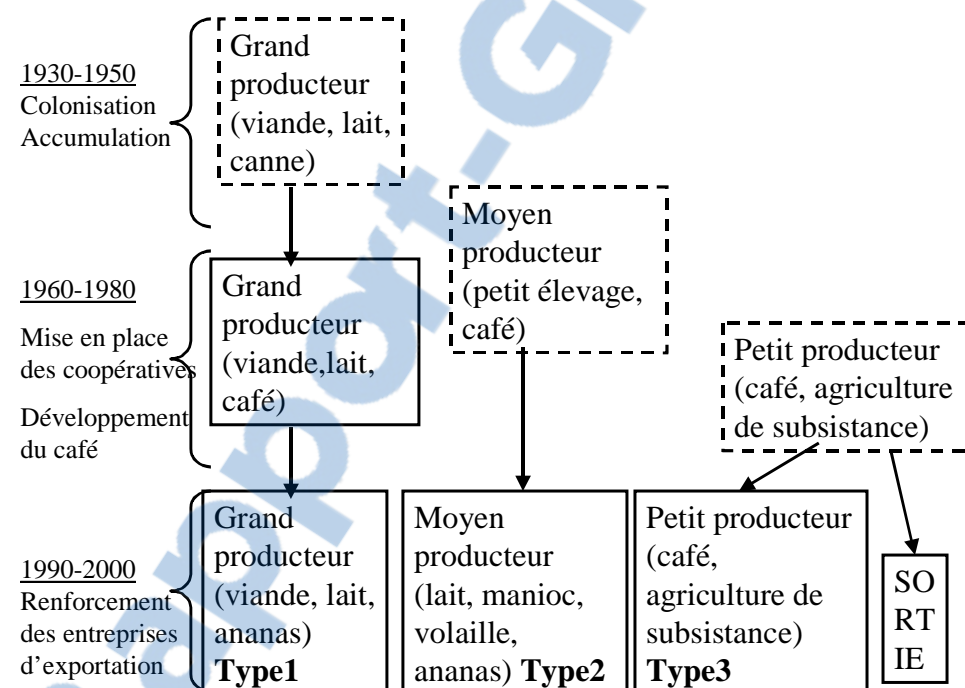 1930-1950
Colonisation
Accumulation
Grand
producteur
(viande, lait,
canne)
Moyen
producteur
(petit élevage,
café)
1960-1980
Mise en place
des coopératives
Développement
du café
Grand
producteur
(viande,lait,
café)
Petit producteur
(café, agriculture
de subsistance)
1990-2000
Renforcement
des entreprises
d'exportation
Grand
producteur
(viande, lait,
ananas)
Type1
Moyen
producteur
(lait, manioc,
volaille,
ananas) Type2
Petit producteur
(café,
agriculture de
subsistance)
Type3
SO
RT
IE
apport-Gr